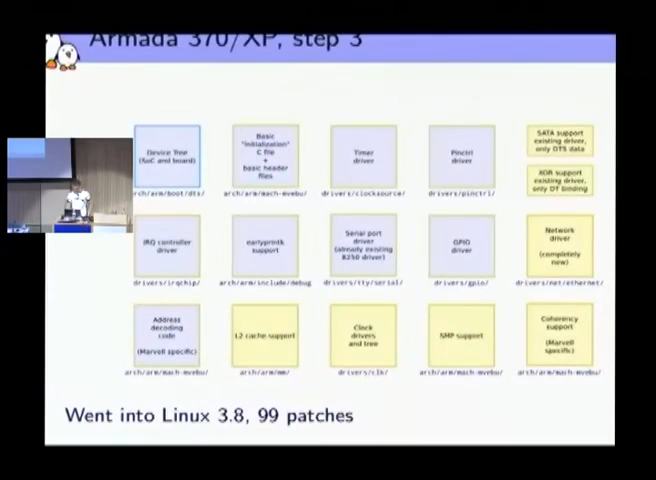 Armada 370/XP, step 3
Device Tree
(SoC and board)
rch/arm/boot/dts/
Basic
"initialization"
C file
+
basic header
files
arch/arm/mach-mvebu/
Timer
driver
drivers/clocksource/
Pinctrl
driver
drivers/pinctrl/
SATA support
existing driver,
only DTS data
XOR support
existing driver,
only DT binding
IRQ controller
driver
drivers/irqchip/
earlyprintk
support
arch/arm/include/debug
Serial port
driver
(already existing
8250 driver)
drivers/tty/serial/
GPIO
driver
drivers/gpio/
Network
driver
(completely
new)
drivers/net/ethernet/
Address
decoding
code
(Marvell specific)
arch/arm/mach-mvebu/
L2 cache support
arch/arm/mm/
Clock
drivers
and tree
drivers/clk/
SMP support
arch/arm/mach-mvebu/
Coherency
support
(Marvell
specific)
arch/arm/mach-mvebu/
Went into Linux 3.8, 99 patches